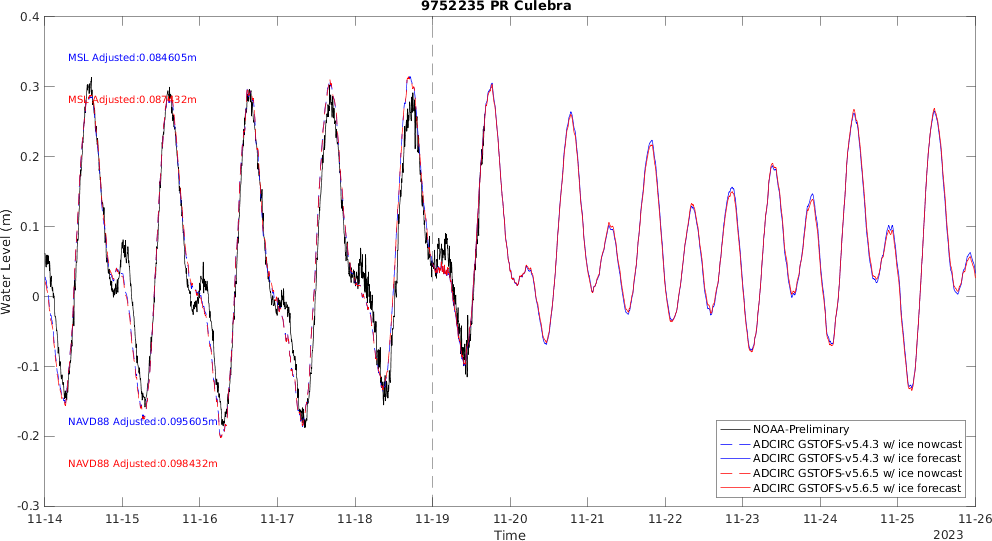 9752235 PR Culebra
0.4
0.3
0.2
0.1
0
-0.1
-0.2
-0.3
Water Level (m)
MSL Adjusted:0.084605m
MSL Adjusted:0.087432m
NAVD88 Adjusted:0.095605m
NAVD88 Adjusted:0.098432m
NOAA-Preliminary
ADCIRC GSTOFS-v5.4.3 w/ ice nowcast
ADCIRC GSTOFS-v5.4.3 w/ ice forecast
ADCIRC GSTOFS-v5.6.5 w/ ice nowcast
ADCIRC GSTOFS-v5.6.5 w/ ice forecast
11-14 11-15 11-16 11-17 11-18 11-19 11-20 11-21 11-22 11-23 11-24 11-25 11-26
Time
2023